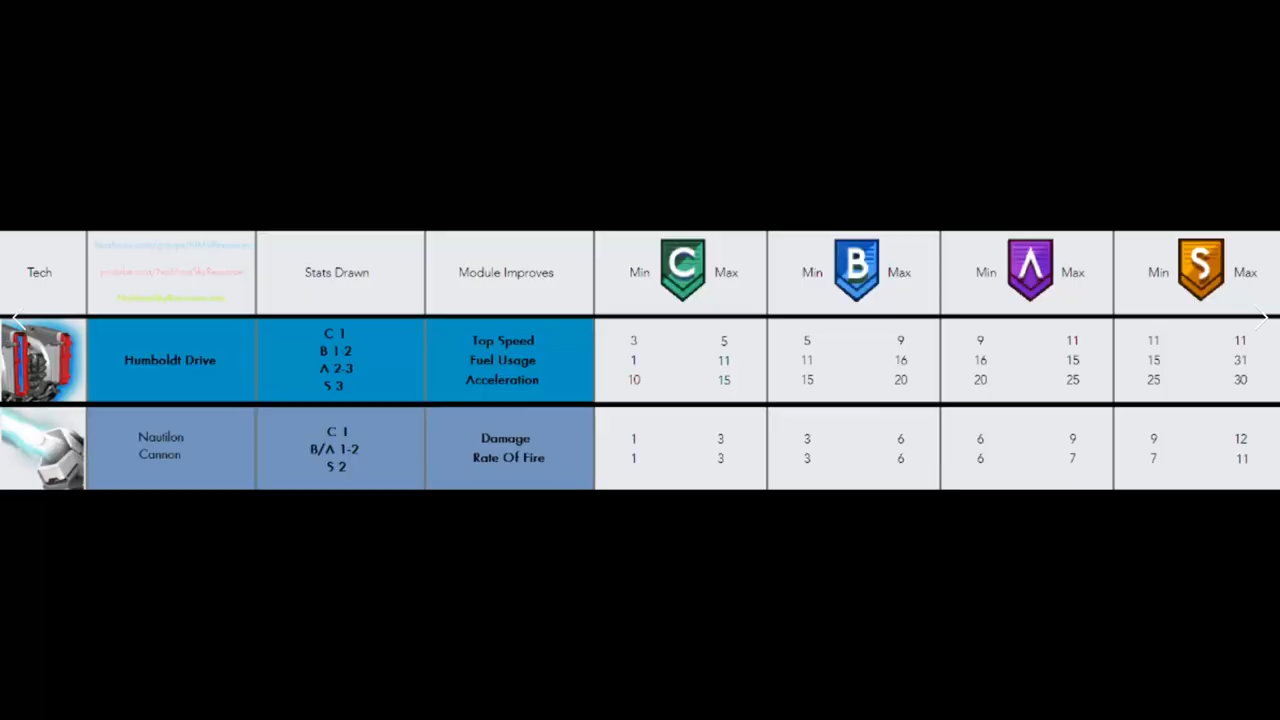 Tech
Stats Drawn
Module Improves
Min C Max
Min B Max
Min A Max
Min S Max
Humboldt Drive
C 1
B 1-2
A 2-3
S 3
Top Speed 3 5 5 9 9 11 11 11
Fuel Usage 1 11 11 16 16 15 15 31
Acceleration 10 15 15 20 20 25 25 30
Nautilon
Cannon
C 1
B/A 1-2
S 2
Damage 1 3 3 6 6 9 9 12
Rate Of Fire 1 3 3 6 6 7 7 11